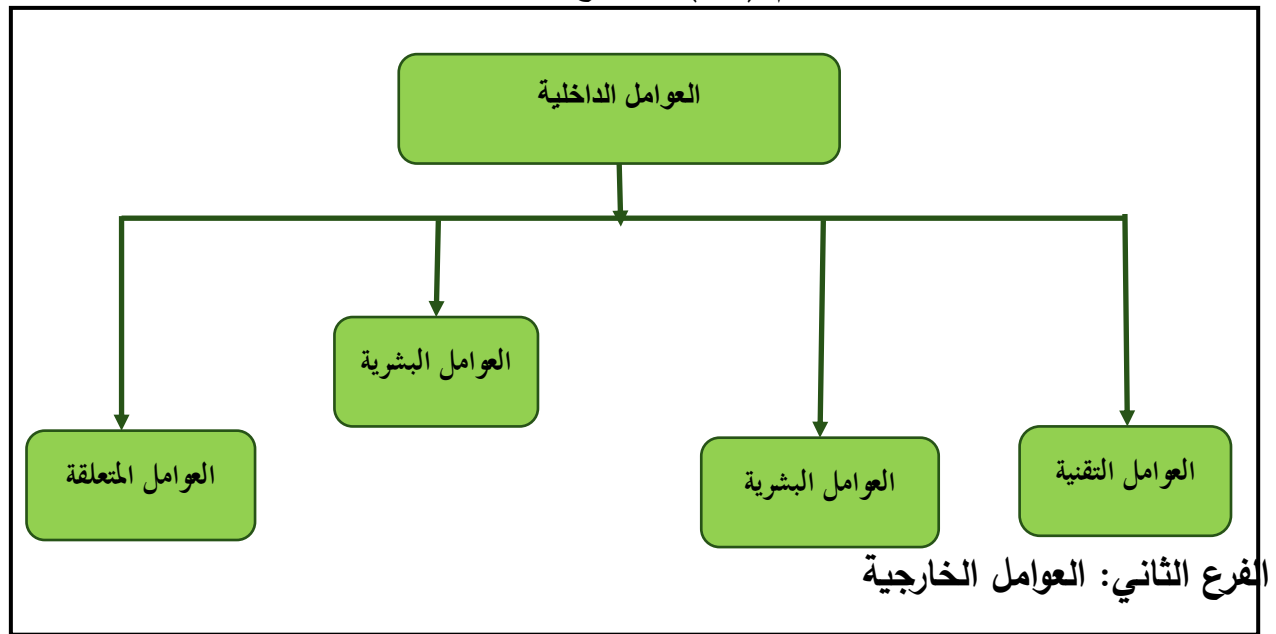 العوامل الداخلية
العوامل البشرية
العوامل التقنية
العوامل البشرية
العوامل المتعلقة
الفرع الثاني: العوامل الخارجية